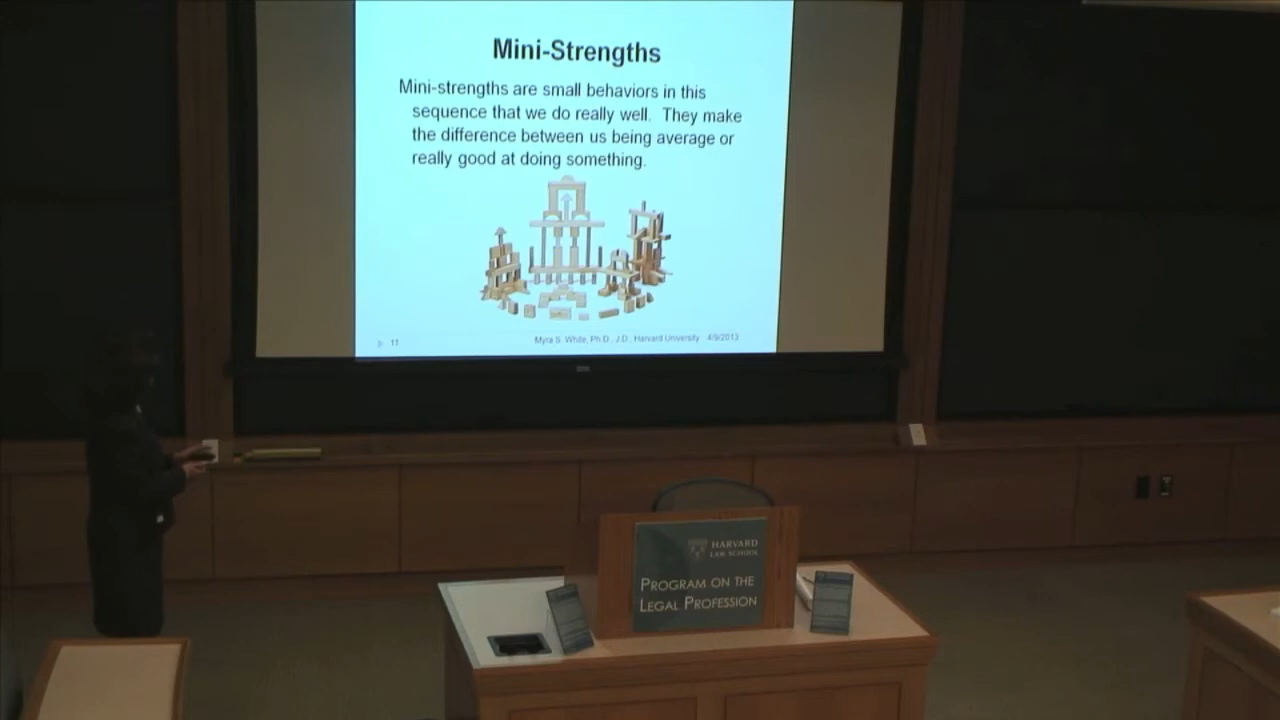 Mini-Strengths
Mini-strengths are small behaviors in this
sequence that we do really well. They make
the difference between us being average or
really good at doing something.
11
Myra S. White, Ph.D., J.D., Harvard University 4/9/2013
HARVARD
LAW SCHOOL
PROGRAM ON THE
LEGAL PROFESSION